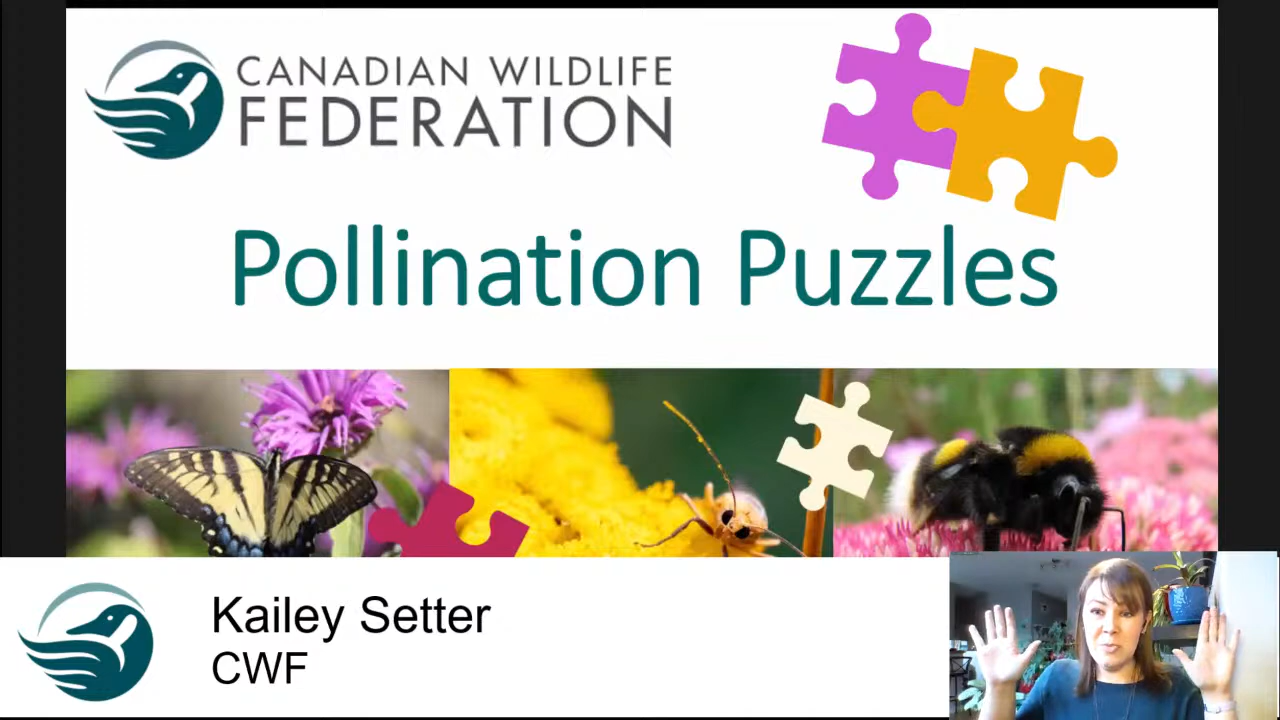 CANADIAN WILDLIFE
FEDERATION
Pollination Puzzles
Kailey Setter
CWF